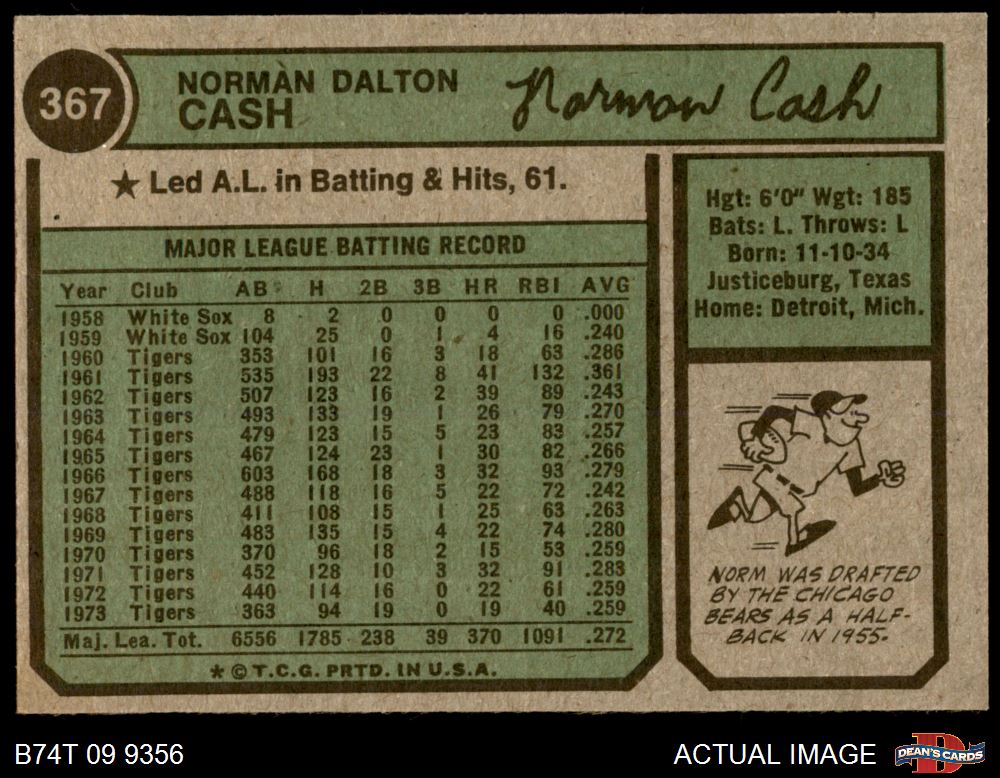 367
NORMAN DALTON
CASH
Norman Cash
★ Led A.L. in Batting & Hits, 61.
MAJOR LEAGUE BATTING RECORD
Year Club AB H 2B 3B HR RBI AVG
1958 White Sox 8 2 0 0 0 0 .000
1959 White Sox 104 25 0 1 4 16 .240
1960 Tigers 353 101 16 3 18 63 .286
1961 Tigers 535 193 22 8 41 132 .361
1962 Tigers 507 123 16 2 39 89 .243
1963 Tigers 493 133 19 1 26 79 .270
1964 Tigers 479 123 15 5 23 83 .257
1965 Tigers 467 124 23 1 30 82 .266
1966 Tigers 603 168 18 3 32 93 .279
1967 Tigers 488 118 16 5 22 72 .242
1968 Tigers 411 108 15 1 25 63 .263
1969 Tigers 483 135 15 4 22 74 .280
1970 Tigers 370 96 18 2 15 53 .259
1971 Tigers 452 128 10 3 32 91 .283
1972 Tigers 440 114 16 0 22 61 .259
1973 Tigers 363 94 19 0 19 40 .259
Maj. Lea. Tot. 6556 1785 238 39 370 1091 .272
* © T.C.G. PRTD. IN U.S.A.
Hgt: 6'0" Wgt: 185
Bats: L. Throws: L
Born: 11-10-34
Justiceburg, Texas
Home: Detroit, Mich.
NORM WAS DRAFTED
BY THE CHICAGO
BEARS AS A HALF-
BACK IN 1955.
B74T 09 9356
ACTUAL IMAGE
D
DEAN'S CARDS